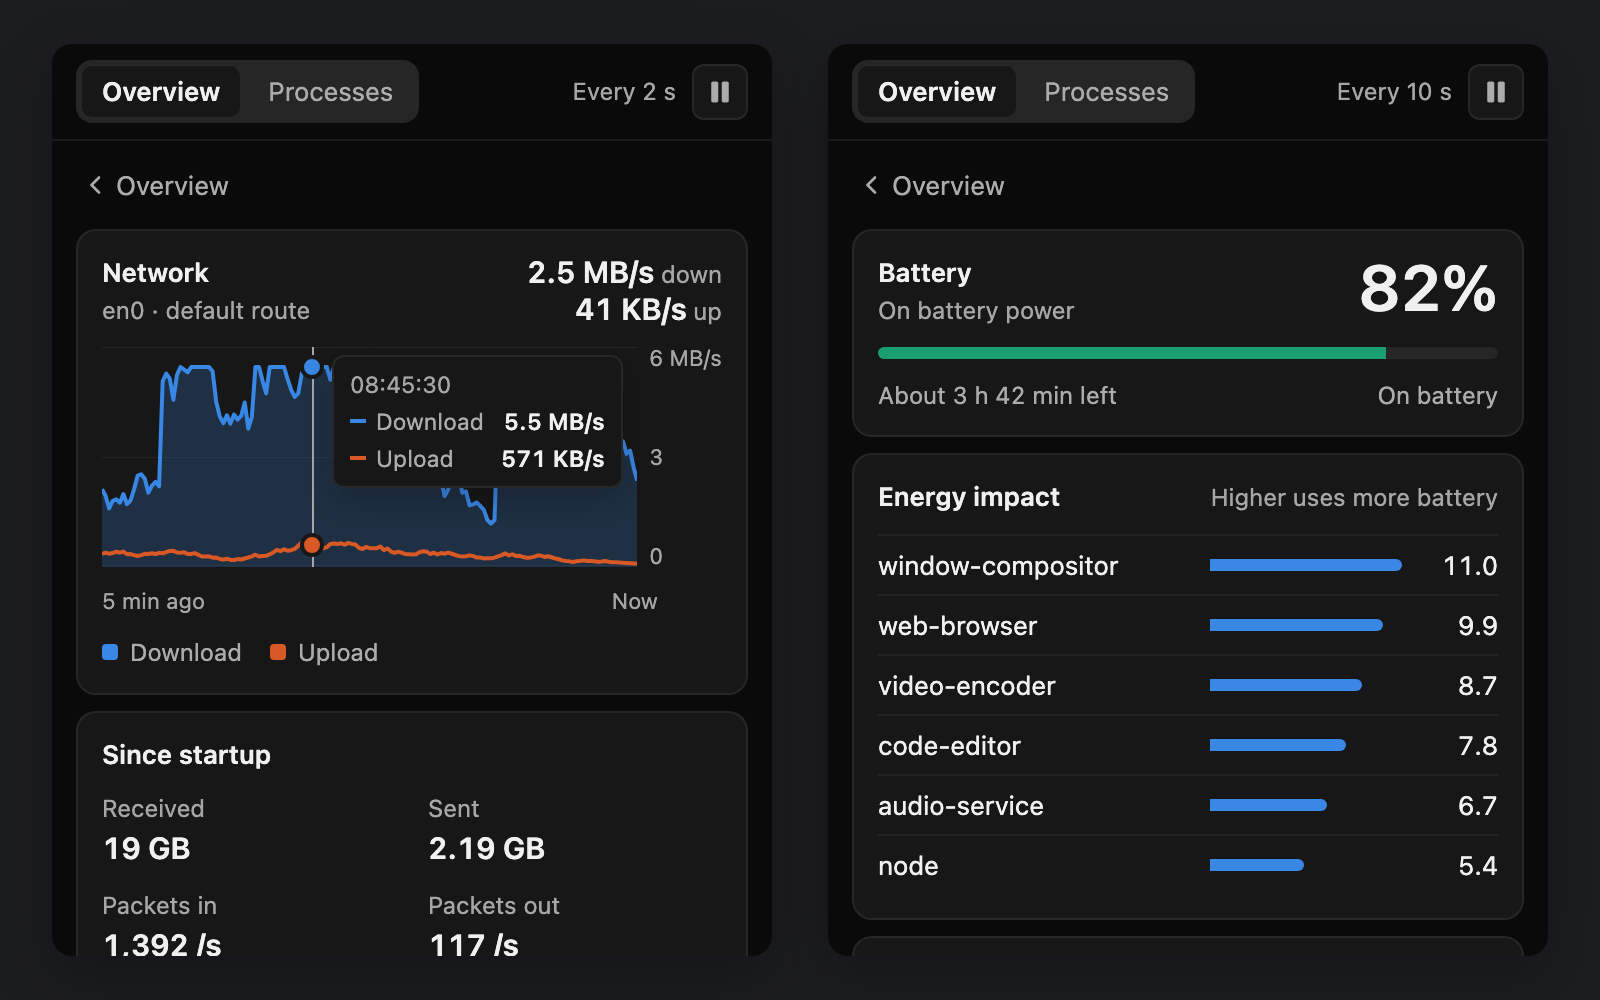 Overview Processes Every 2 s
Overview
Network 2.5 MB/s down
en0 · default route 41 KB/s up
6 MB/s
08:45:30
Download 5.5 MB/s
Upload 571 KB/s
3
0
5 min ago Now
Download Upload
Since startup
Received Sent
19 GB 2.19 GB
Packets in Packets out
1,392 /s 117 /s
Overview Processes Every 10 s
Overview
Battery 82%
On battery power
About 3 h 42 min left On battery
Energy impact Higher uses more battery
window-compositor 11.0
web-browser 9.9
video-encoder 8.7
code-editor 7.8
audio-service 6.7
node 5.4